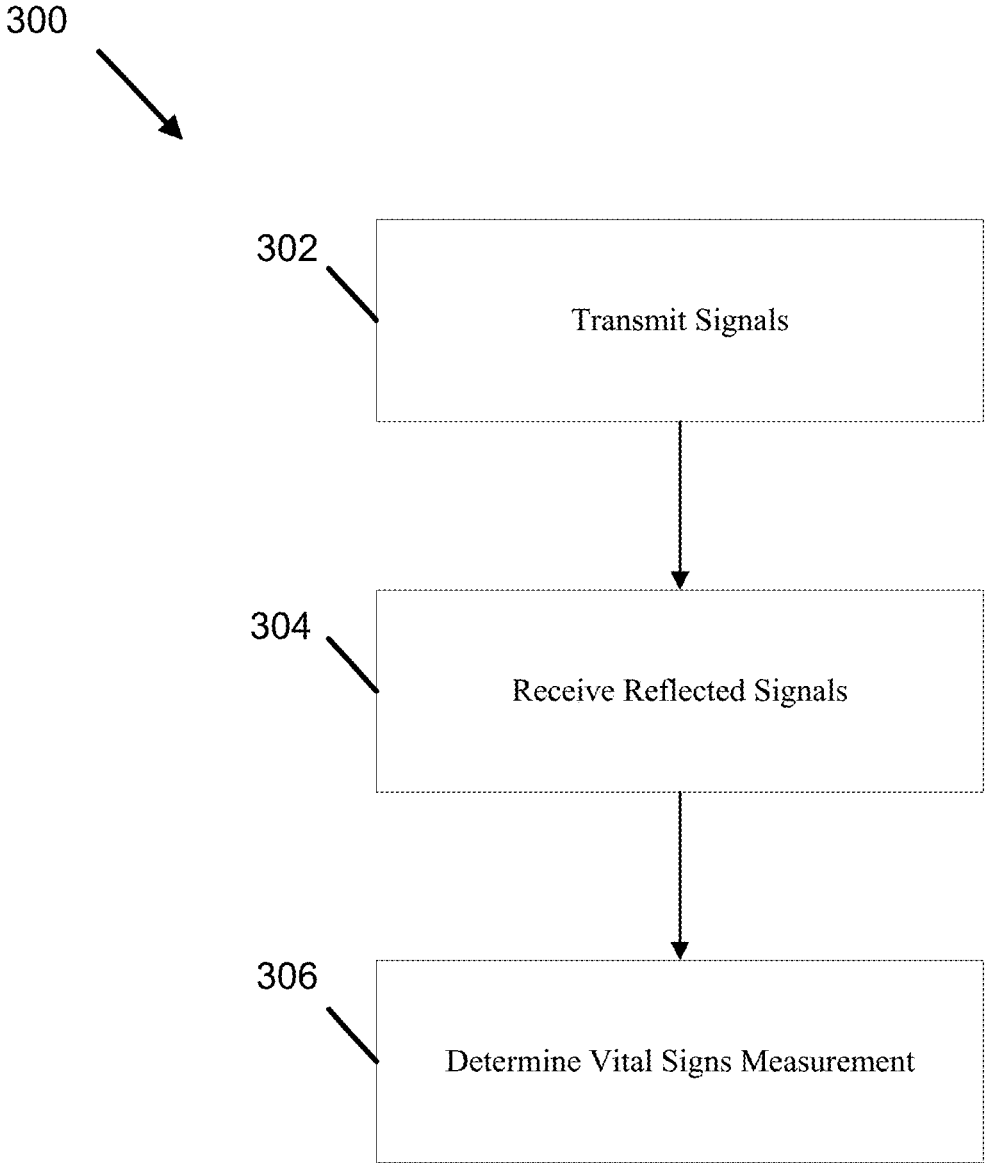 300
302
Transmit Signals
304
Receive Reflected Signals
306
Determine Vital Signs Measurement